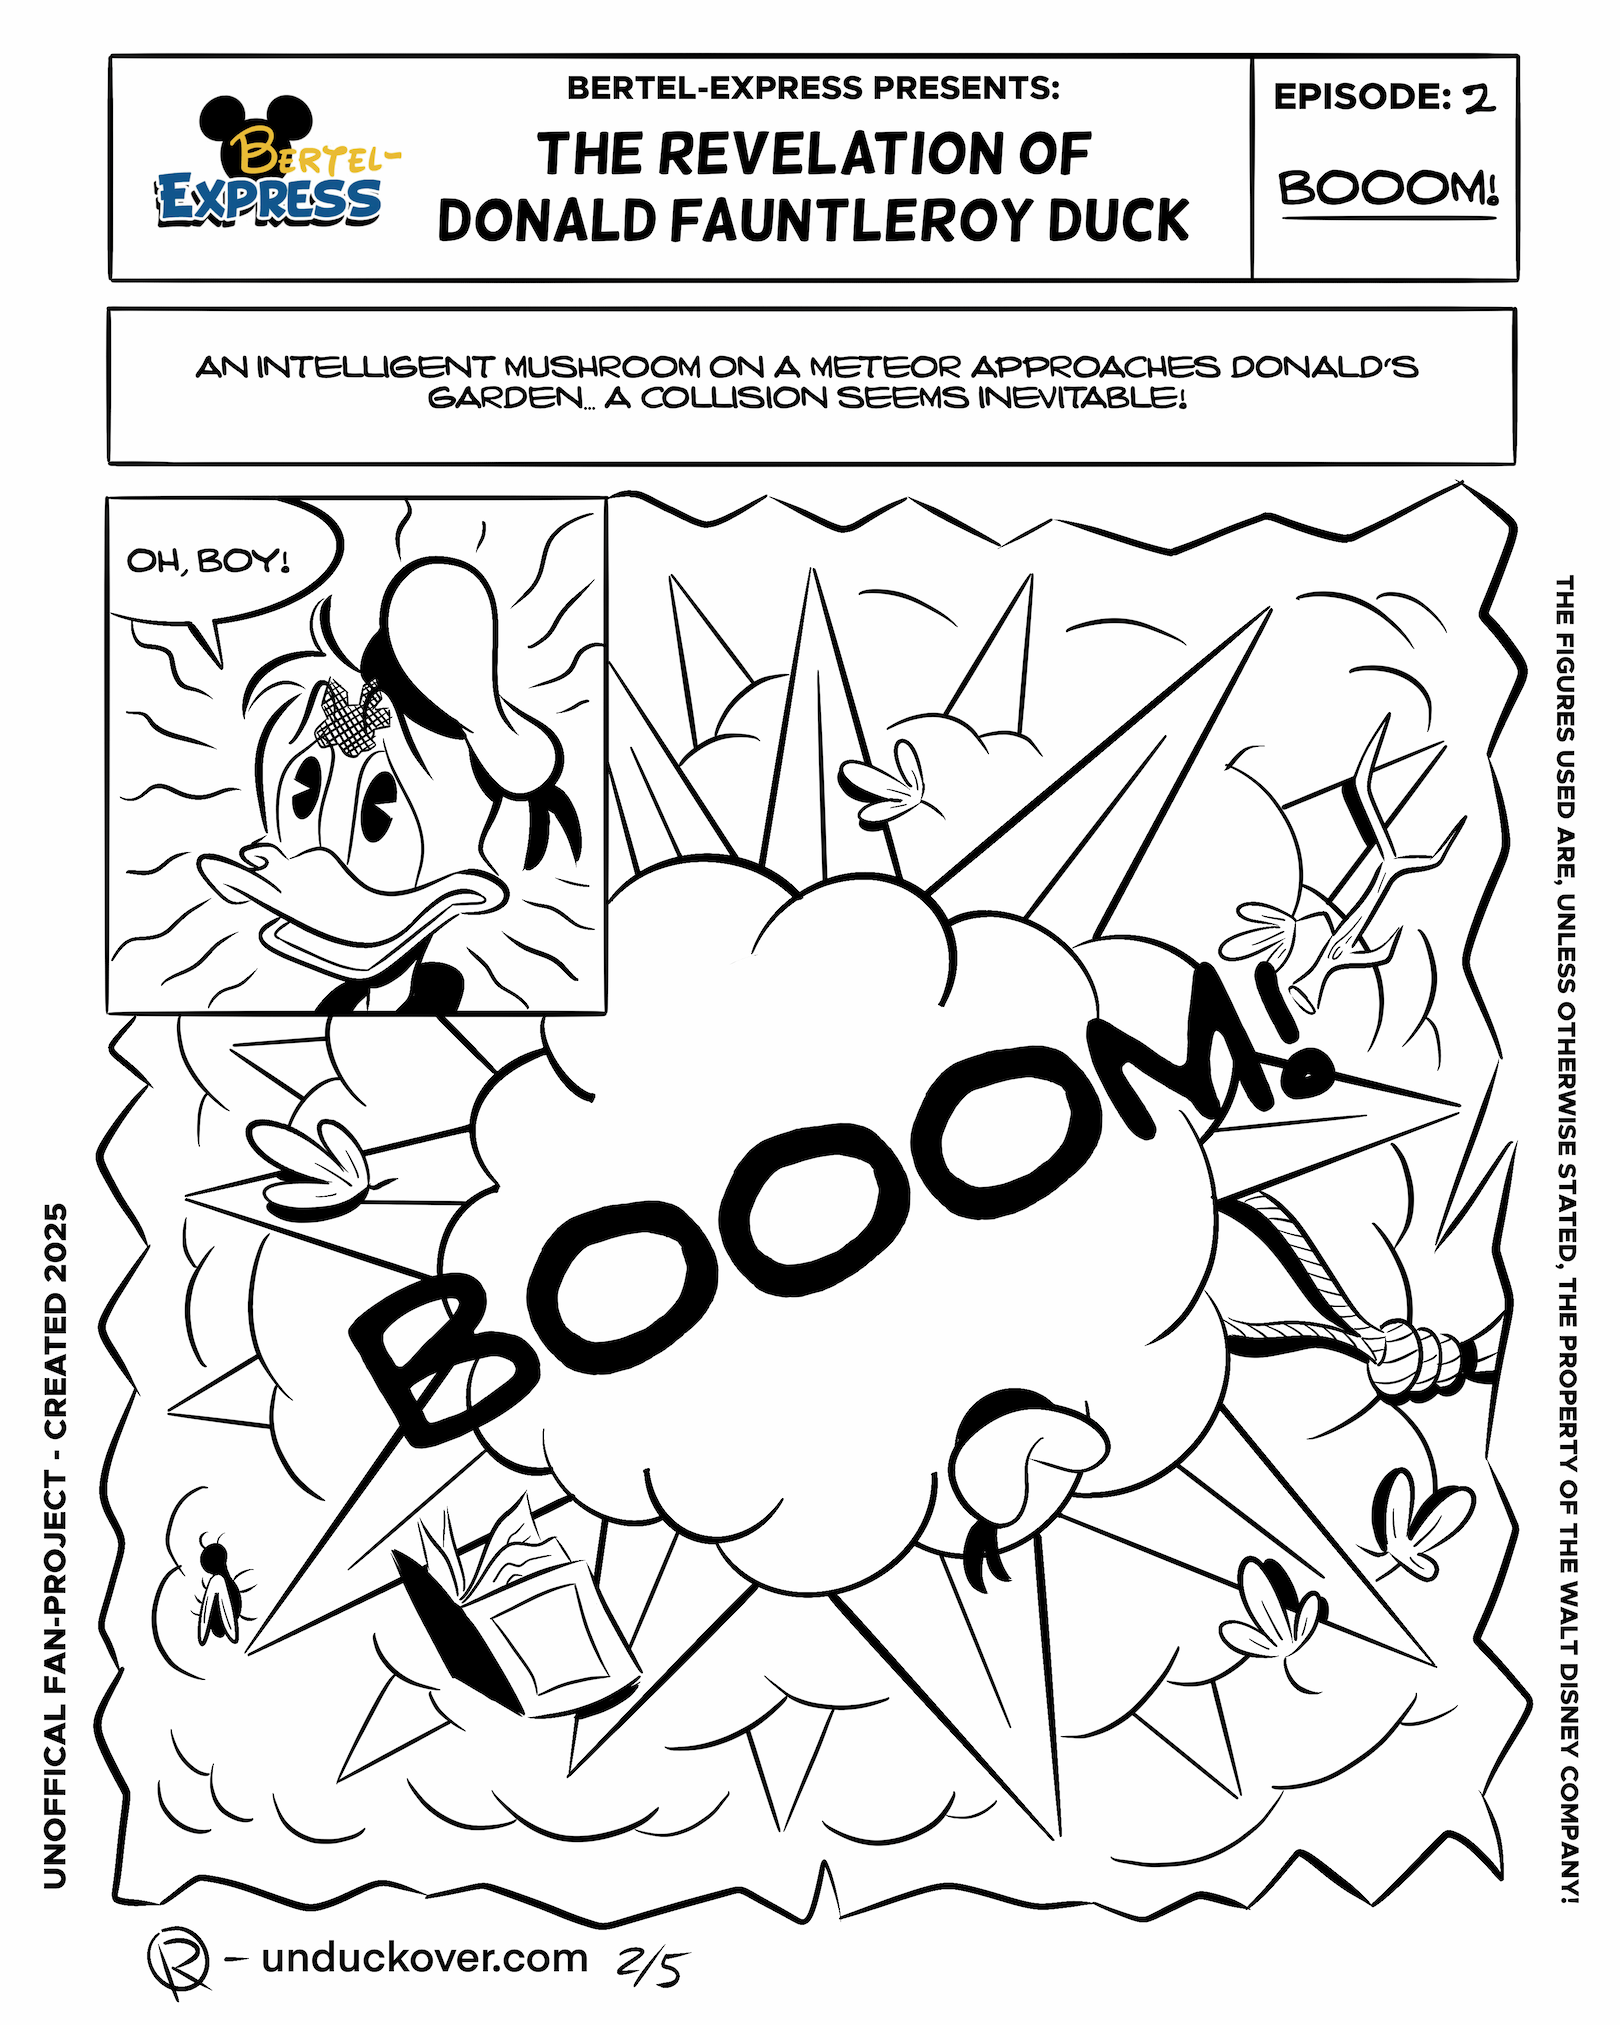 BERTEL-EXPRESS
BERTEL-EXPRESS PRESENTS:
THE REVELATION OF
DONALD FAUNTLEROY DUCK
EPISODE: 2
BOOOM!
AN INTELLIGENT MUSHROOM ON A METEOR APPROACHES DONALD'S
GARDEN... A COLLISION SEEMS INEVITABLE!
OH, BOY!
BOOOM!
THE FIGURES USED ARE, UNLESS OTHERWISE STATED, THE PROPERTY OF THE WALT DISNEY COMPANY!
UNOFFICAL FAN-PROJECT - CREATED 2025
R - unduckover.com 2/5